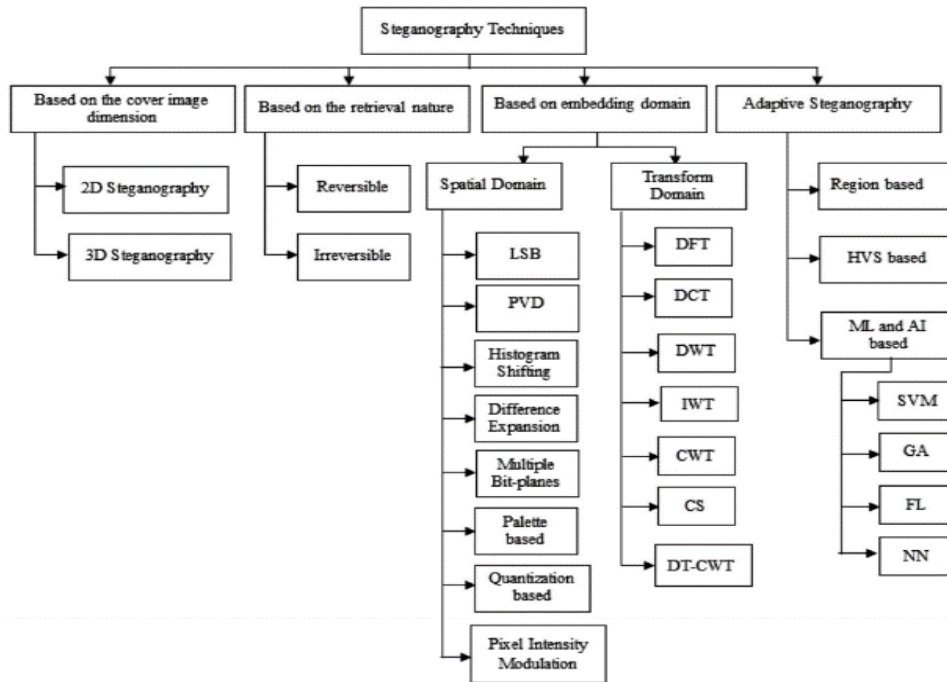 Steganography Techniques
Based on the cover image
dimension
Based on the retrieval nature
Based on embedding domain
Adaptive Steganography
2D Steganography
3D Steganography
Reversible
Irreversible
Spatial Domain
LSB
PVD
Histogram
Shifting
Difference
Expansion
Multiple
Bit-planes
Palette
based
Quantization
based
Pixel Intensity
Modulation
Transform
Domain
DFT
DCT
DWT
IWT
CWT
CS
DT-CWT
Region based
HVS based
ML and AI
based
SVM
GA
FL
NN